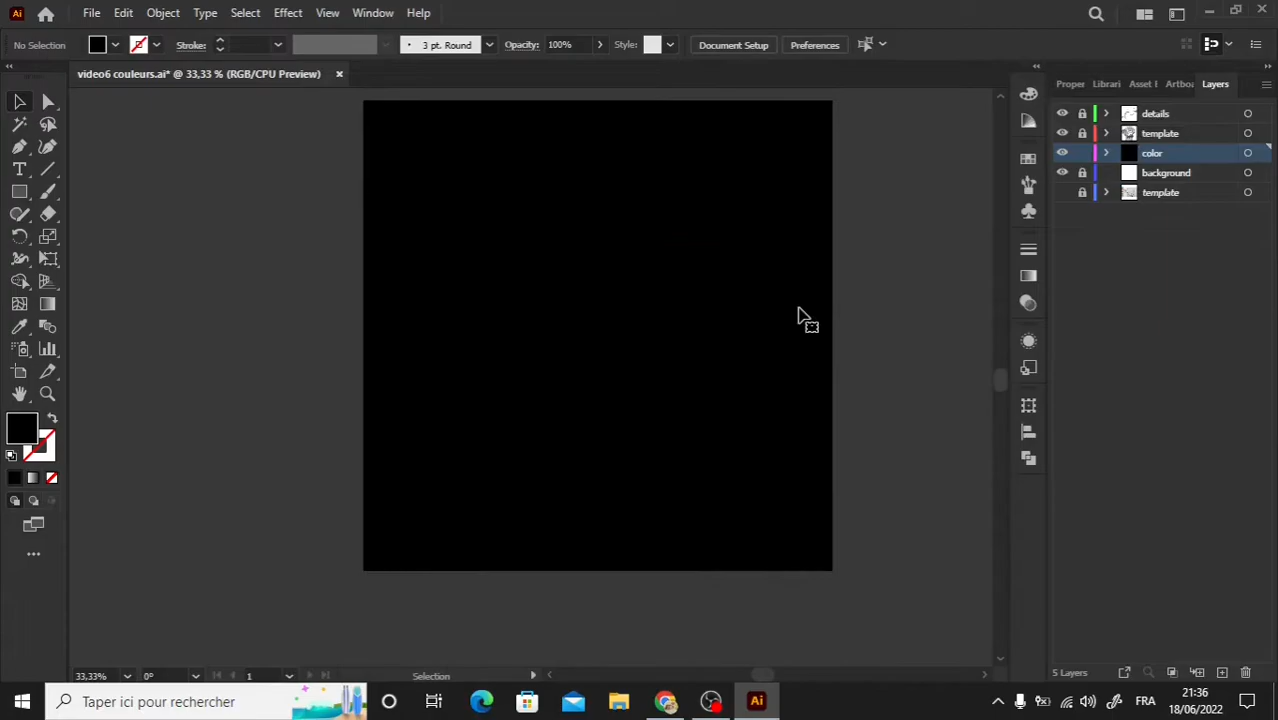 Ai File Edit Object Type Select Effect View Window Help
No Selection Stroke: 3 pt. Round Opacity: 100% Style: Document Setup Preferences
video6 couleurs.ai* @ 33,33 % (RGB/CPU Preview) ×
Proper Librari Asset E Artboa Layers
details
template
color
background
template
33,33% 0° 1 Selection
5 Layers
Taper ici pour rechercher
Ai
FRA
21:36
18/06/2022